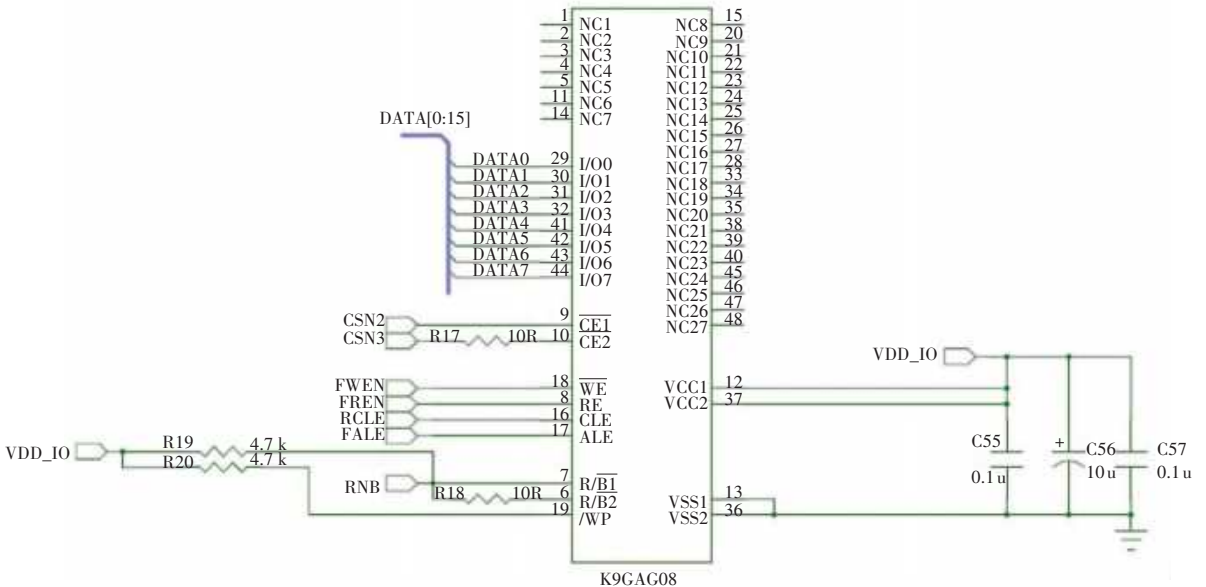 1 NC1 NC8 15
2 NC2 NC9 20
3 NC3 NC10 21
4 NC4 NC11 22
5 NC5 NC12 23
11 NC6 NC13 24
14 NC7 NC14 25
NC15 26
NC16 27
NC17 28
NC18 33
NC19 34
NC20 35
NC21 38
NC22 39
NC23 40
NC24 45
NC25 46
NC26 47
NC27 48
DATA[0:15]
DATA0 29 I/O0
DATA1 30 I/O1
DATA2 31 I/O2
DATA3 32 I/O3
DATA4 41 I/O4
DATA5 42 I/O5
DATA6 43 I/O6
DATA7 44 I/O7
CSN2 9 CE1
CSN3 R17 10R 10 CE2
FWEN 18 WE
FREN 8 RE
RCLE 16 CLE
FALE 17 ALE
VDD_IO R19 4.7 k
R20 4.7 k
RNB 7 R/B1
R18 10R 6 R/B2
19 /WP
VDD_IO
VCC1 12
VCC2 37
C55 0.1u
+ C56 10u
C57 0.1u
VSS1 13
VSS2 36
K9GAG08